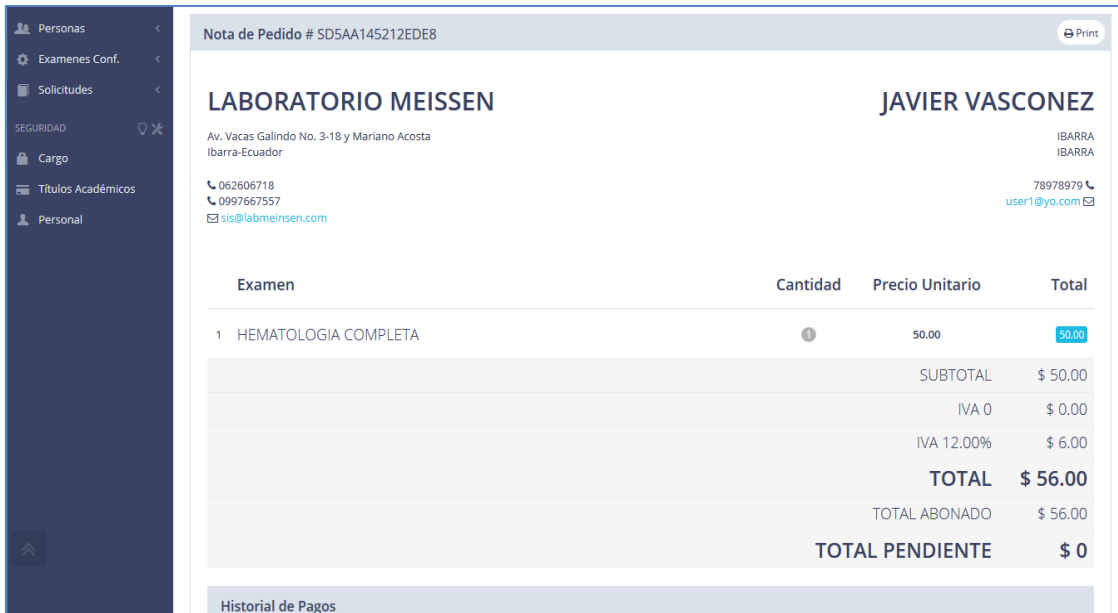 Personas
Examenes Conf.
Solicitudes
SEGURIDAD
Cargo
Títulos Académicos
Personal
Nota de Pedido # SD5AA145212EDE8
Print
LABORATORIO MEISSEN
Av. Vacas Galindo No. 3-18 y Mariano Acosta
Ibarra-Ecuador
062606718
0997667557
sis@labmeinsen.com
JAVIER VASCONEZ
IBARRA
IBARRA
78978979
user1@yo.com
Examen Cantidad Precio Unitario Total
1 HEMATOLOGIA COMPLETA 1 50.00 50.00
SUBTOTAL $ 50.00
IVA 0 $ 0.00
IVA 12.00% $ 6.00
TOTAL $ 56.00
TOTAL ABONADO $ 56.00
TOTAL PENDIENTE $ 0
Historial de Pagos